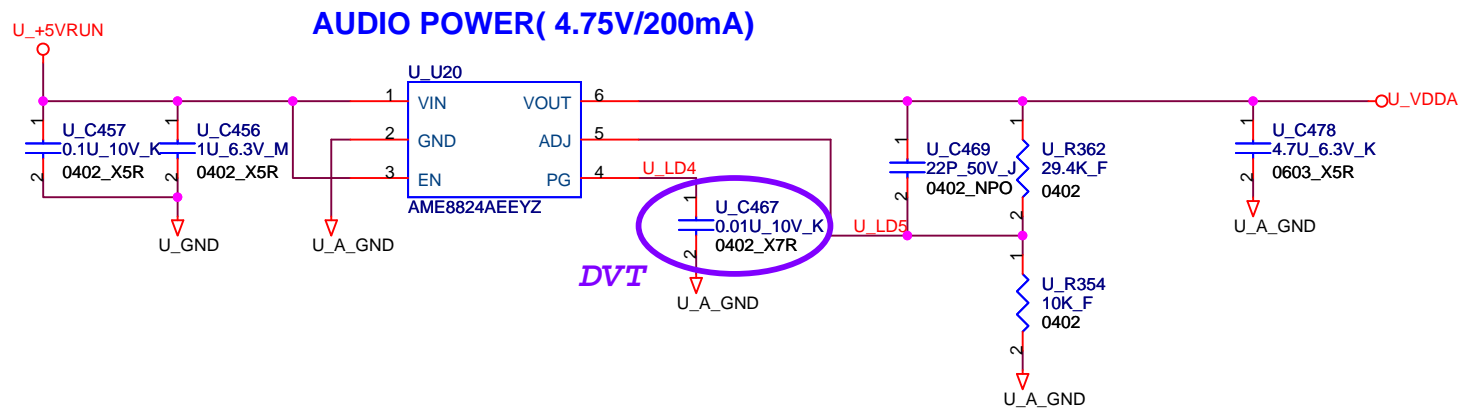 AUDIO POWER( 4.75V/200mA)
U_+5VRUN
U_U20
1 VIN VOUT 6 U_VDDA
2 GND ADJ 5
3 EN PG 4 U_LD4
AME8824AEEYZ
1 U_C457
0.1U_10V_K
2 0402_X5R
1 U_C456
1U_6.3V_M
2 0402_X5R
U_GND
U_A_GND
1 U_C467
0.01U_10V_K
2 0402_X7R
DVT
U_A_GND
U_LD5
1 U_C469
22P_50V_J
2 0402_NPO
1 U_R362
29.4K_F
2 0402
1 U_C478
4.7U_6.3V_K
2 0603_X5R
U_A_GND
1 U_R354
10K_F
0402
2
U_A_GND